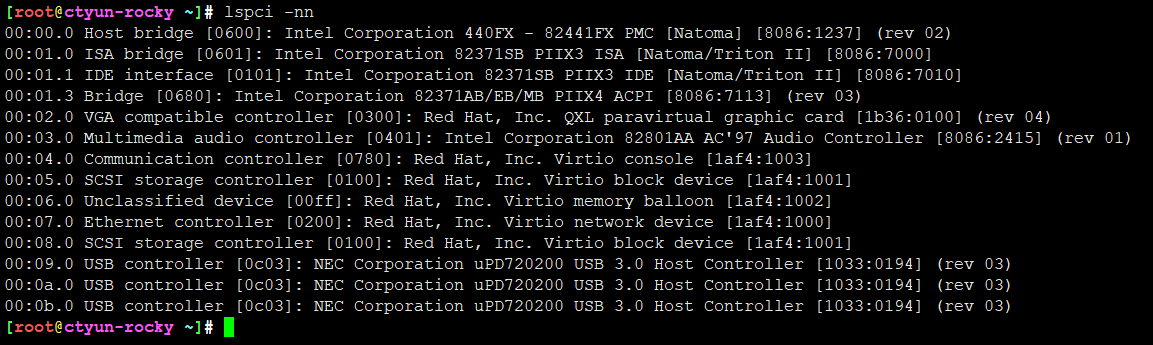 [root@ctyun-rocky ~]# lspci -nn
00:00.0 Host bridge [0600]: Intel Corporation 440FX - 82441FX PMC [Natoma] [8086:1237] (rev 02)
00:01.0 ISA bridge [0601]: Intel Corporation 82371SB PIIX3 ISA [Natoma/Triton II] [8086:7000]
00:01.1 IDE interface [0101]: Intel Corporation 82371SB PIIX3 IDE [Natoma/Triton II] [8086:7010]
00:01.3 Bridge [0680]: Intel Corporation 82371AB/EB/MB PIIX4 ACPI [8086:7113] (rev 03)
00:02.0 VGA compatible controller [0300]: Red Hat, Inc. QXL paravirtual graphic card [1b36:0100] (rev 04)
00:03.0 Multimedia audio controller [0401]: Intel Corporation 82801AA AC'97 Audio Controller [8086:2415] (rev 01)
00:04.0 Communication controller [0780]: Red Hat, Inc. Virtio console [1af4:1003]
00:05.0 SCSI storage controller [0100]: Red Hat, Inc. Virtio block device [1af4:1001]
00:06.0 Unclassified device [00ff]: Red Hat, Inc. Virtio memory balloon [1af4:1002]
00:07.0 Ethernet controller [0200]: Red Hat, Inc. Virtio network device [1af4:1000]
00:08.0 SCSI storage controller [0100]: Red Hat, Inc. Virtio block device [1af4:1001]
00:09.0 USB controller [0c03]: NEC Corporation uPD720200 USB 3.0 Host Controller [1033:0194] (rev 03)
00:0a.0 USB controller [0c03]: NEC Corporation uPD720200 USB 3.0 Host Controller [1033:0194] (rev 03)
00:0b.0 USB controller [0c03]: NEC Corporation uPD720200 USB 3.0 Host Controller [1033:0194] (rev 03)
[root@ctyun-rocky ~]#